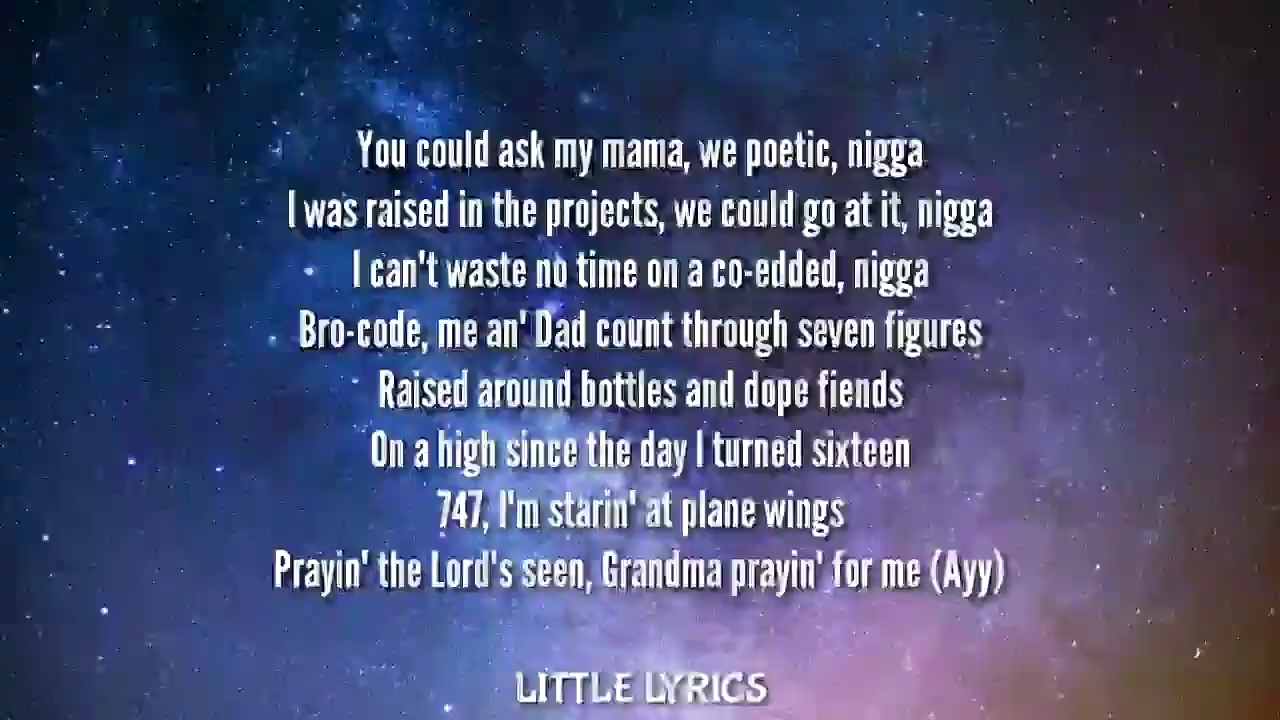 You could ask my mama, we poetic, nigga
I was raised in the projects, we could go at it, nigga
I can't waste no time on a co-edded, nigga
Bro-code, me an' Dad count through seven figures
Raised around bottles and dope fiends
On a high since the day I turned sixteen
747, I'm starin' at plane wings
Prayin' the Lord's seen, Grandma prayin' for me (Ayy)
LITTLE LYRICS